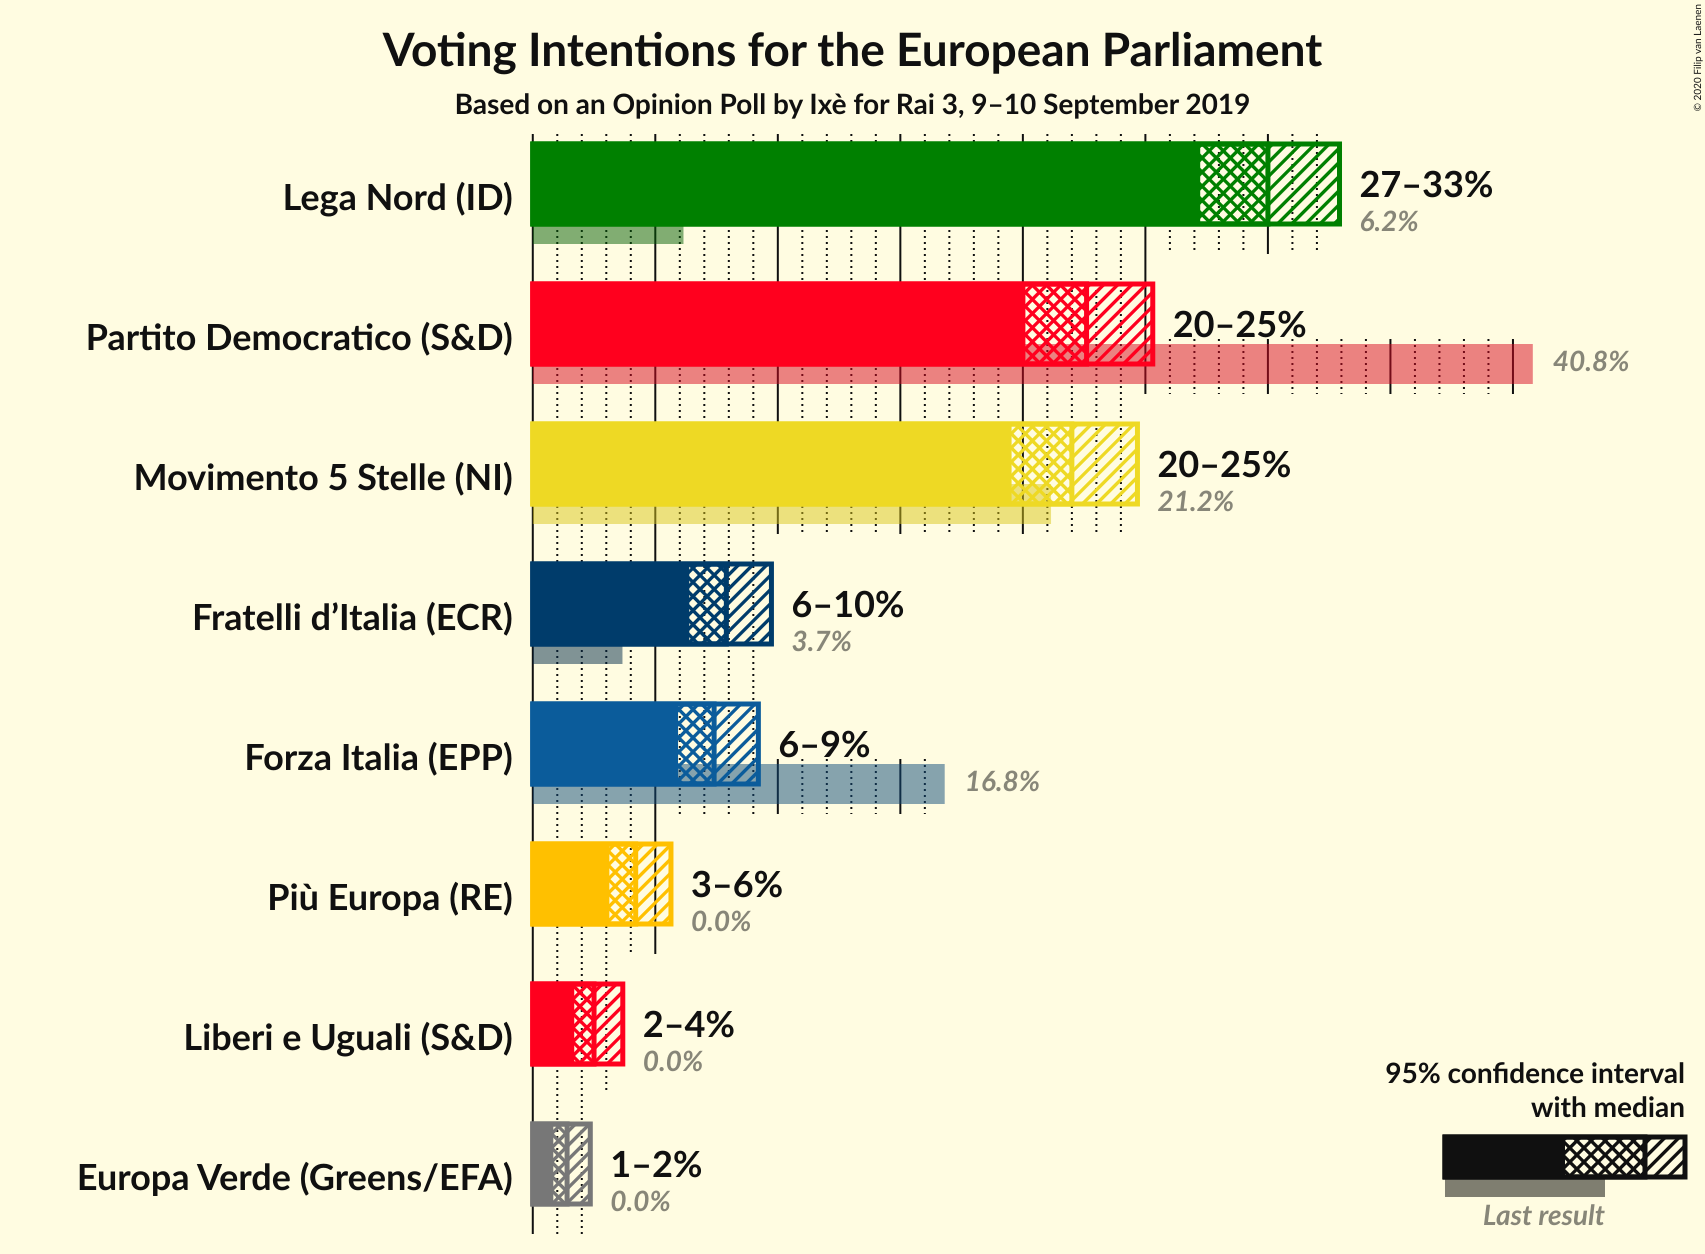 Voting Intentions for the European Parliament
Based on an Opinion Poll by Ixè for Rai 3, 9–10 September 2019
© 2020 Filip van Laenen
Lega Nord (ID)
27–33%
6.2%
Partito Democratico (S&D)
20–25%
40.8%
Movimento 5 Stelle (NI)
20–25%
21.2%
Fratelli d’Italia (ECR)
6–10%
3.7%
Forza Italia (EPP)
6–9%
16.8%
Più Europa (RE)
3–6%
0.0%
Liberi e Uguali (S&D)
2–4%
0.0%
Europa Verde (Greens/EFA)
1–2%
0.0%
95% confidence interval
with median
Last result